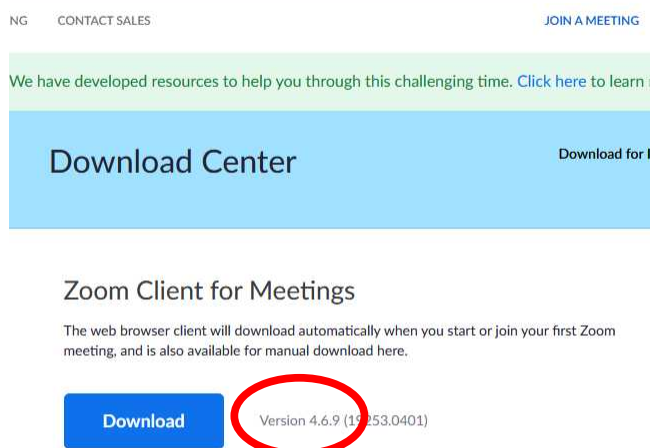 NG CONTACT SALES JOIN A MEETING
We have developed resources to help you through this challenging time. Click here to learn
Download Center
Download for
Zoom Client for Meetings
The web browser client will download automatically when you start or join your first Zoom
meeting, and is also available for manual download here.
Download Version 4.6.9 (19253.0401)